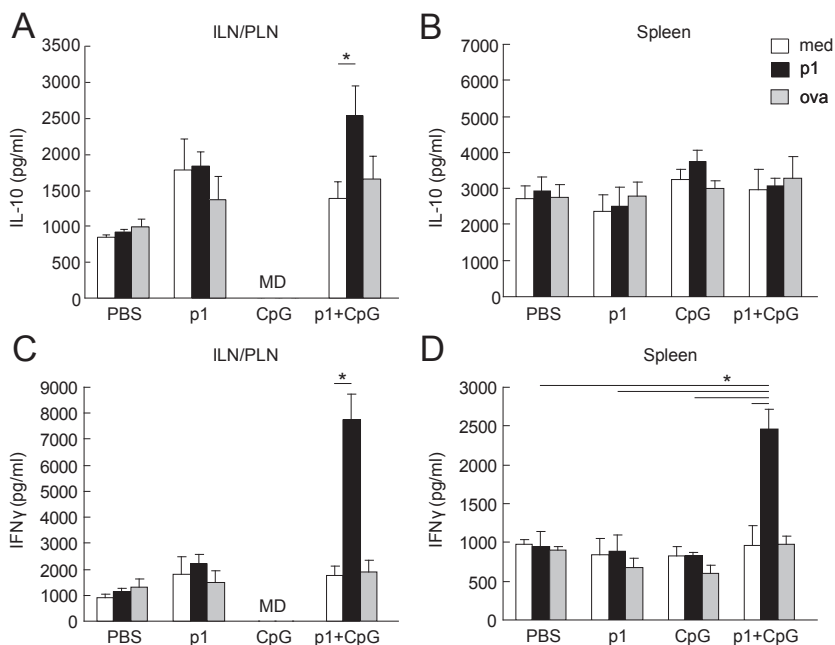 A
ILN/PLN
IL-10 (pg/ml)
3500
3000
2500
2000
1500
1000
500
0
*
MD
PBS p1 CpG p1+CpG
B
Spleen
IL-10 (pg/ml)
7000
6000
5000
4000
3000
2000
1000
0
PBS p1 CpG p1+CpG
med
p1
ova
C
ILN/PLN
IFNγ (pg/ml)
9000
8000
7000
6000
5000
4000
3000
2000
1000
0
*
MD
PBS p1 CpG p1+CpG
D
Spleen
IFNγ (pg/ml)
3000
2500
2000
1500
1000
500
0
*
PBS p1 CpG p1+CpG